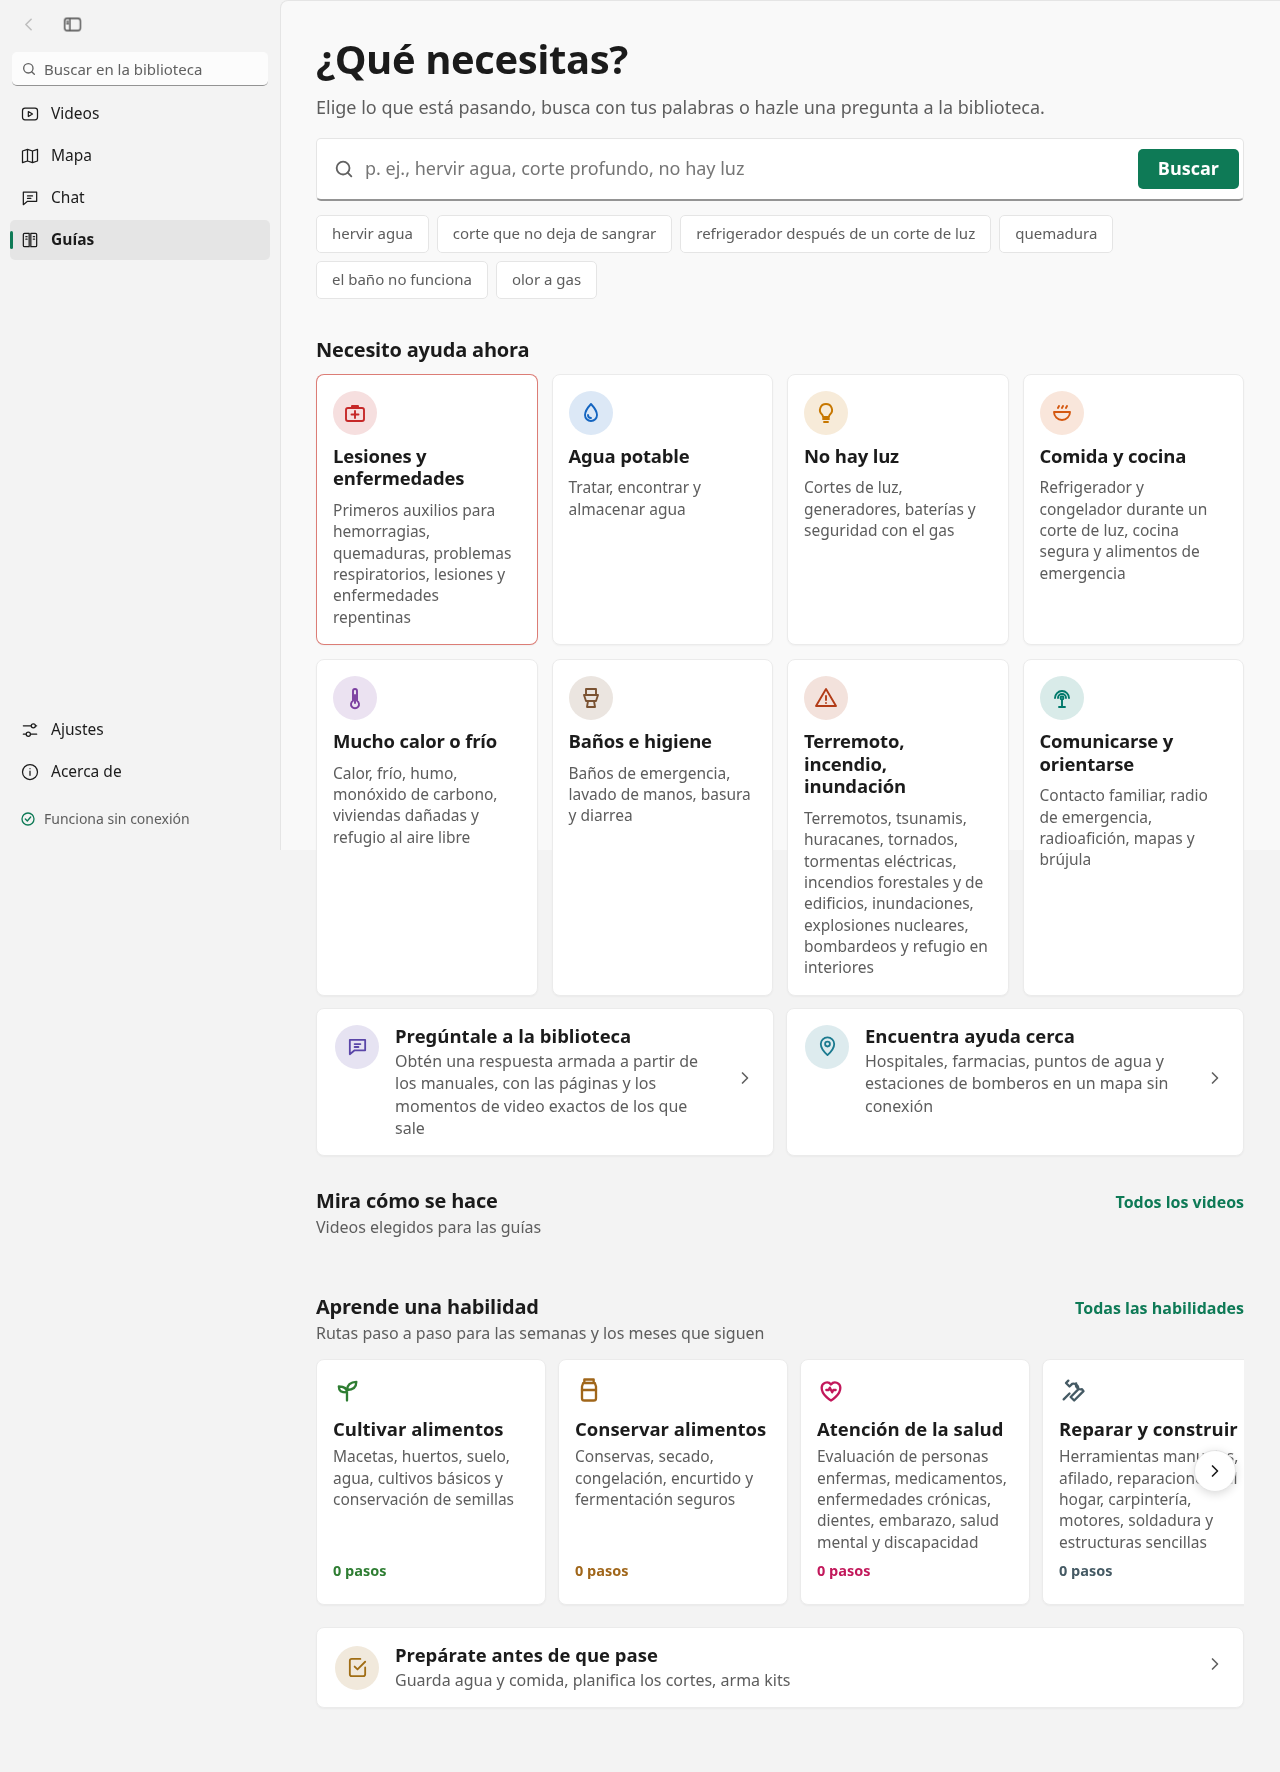 Buscar en la biblioteca
Videos
Mapa
Chat
Guías
Ajustes
Acerca de
Funciona sin conexión
¿Qué necesitas?
Elige lo que está pasando, busca con tus palabras o hazle una pregunta a la biblioteca.
p. ej., hervir agua, corte profundo, no hay luz
Buscar
hervir agua
corte que no deja de sangrar
refrigerador después de un corte de luz
quemadura
el baño no funciona
olor a gas
Necesito ayuda ahora
Lesiones y
enfermedades
Primeros auxilios para
hemorragias,
quemaduras, problemas
respiratorios, lesiones y
enfermedades
repentinas
Agua potable
Tratar, encontrar y
almacenar agua
No hay luz
Cortes de luz,
generadores, baterías y
seguridad con el gas
Comida y cocina
Refrigerador y
congelador durante un
corte de luz, cocina
segura y alimentos de
emergencia
Mucho calor o frío
Calor, frío, humo,
monóxido de carbono,
viviendas dañadas y
refugio al aire libre
Baños e higiene
Baños de emergencia,
lavado de manos, basura
y diarrea
Terremoto,
incendio,
inundación
Terremotos, tsunamis,
huracanes, tornados,
tormentas eléctricas,
incendios forestales y de
edificios, inundaciones,
explosiones nucleares,
bombardeos y refugio en
interiores
Comunicarse y
orientarse
Contacto familiar, radio
de emergencia,
radioafición, mapas y
brújula
Pregúntale a la biblioteca
Obtén una respuesta armada a partir de
los manuales, con las páginas y los
momentos de video exactos de los que
sale
Encuentra ayuda cerca
Hospitales, farmacias, puntos de agua y
estaciones de bomberos en un mapa sin
conexión
Mira cómo se hace
Todos los videos
Videos elegidos para las guías
Aprende una habilidad
Todas las habilidades
Rutas paso a paso para las semanas y los meses que siguen
Cultivar alimentos
Macetas, huertos, suelo,
agua, cultivos básicos y
conservación de semillas
0 pasos
Conservar alimentos
Conservas, secado,
congelación, encurtido y
fermentación seguros
0 pasos
Atención de la salud
Evaluación de personas
enfermas, medicamentos,
enfermedades crónicas,
dientes, embarazo, salud
mental y discapacidad
0 pasos
Reparar y construir
Herramientas
afilado,
hogar, carpintería,
motores, soldadura y
estructuras sencillas
0 pasos
Prepárate antes de que pase
Guarda agua y comida, planifica los cortes, arma kits